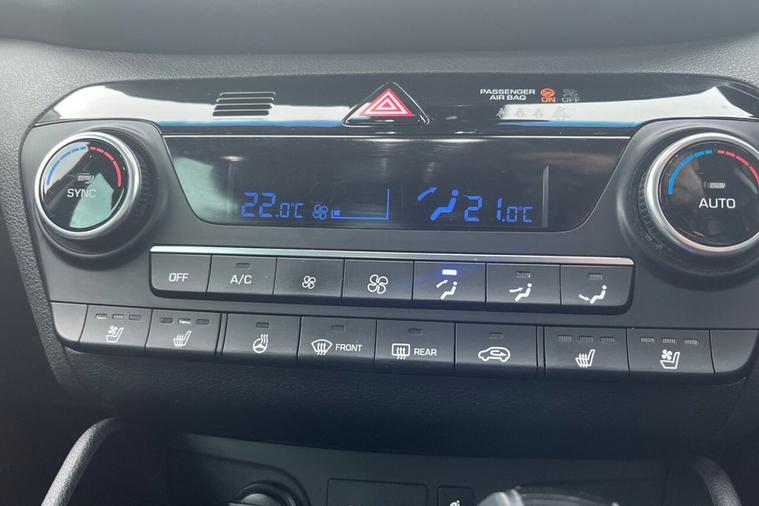 PASSENGER
AIR BAG ON OFF
SYNC
22.0°C
21.0°C
AUTO
OFF
A/C
FRONT
REAR